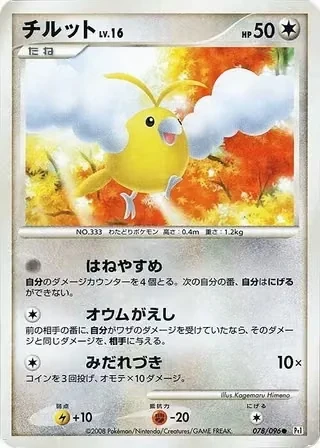 チルット LV.16 HP 50
たね
NO.333 わたどりポケモン 高さ:0.4m 重さ:1.2kg
はねやすめ
自分のダメージカウンターを4個とる。次の自分の番、自分はにげる
ができない。
オウムがえし
前の相手の番に、自分がワザのダメージを受けていたなら、そのダメー
ジと同じダメージを、相手に与える。
みだれづき 10×
コインを3回投げ、オモテ×10ダメージ。
Illus. Kagemaru Himeno
弱点 抵抗力 にげる
+10 -20
©2008 Pokémon/Nintendo/Creatures/GAME FREAK. 078/096 Pt1